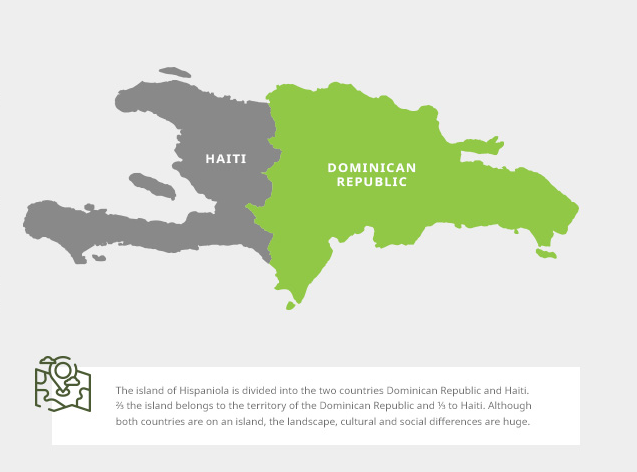 HAITI
DOMINICAN
REPUBLIC
The island of Hispaniola is divided into the two countries Dominican Republic and Haiti.
⅔ the island belongs to the territory of the Dominican Republic and ⅓ to Haiti. Although
both countries are on an island, the landscape, cultural and social differences are huge.